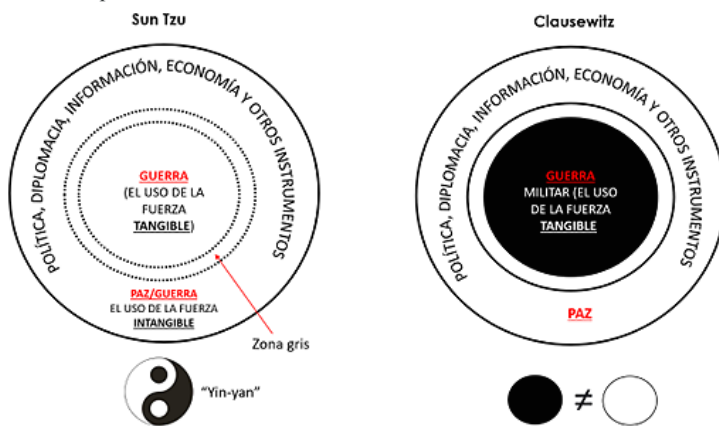 Sun Tzu
POLÍTICA, DIPLOMACIA, INFORMACIÓN, ECONOMÍA Y OTROS INSTRUMENTOS
GUERRA
(EL USO DE LA
FUERZA
TANGIBLE)
PAZ/GUERRA
EL USO DE LA FUERZA
INTANGIBLE
Zona gris
"Yin-yan"
Clausewitz
POLÍTICA, DIPLOMACIA, INFORMACIÓN, ECONOMÍA Y OTROS INSTRUMENTOS
GUERRA
MILITAR (EL USO
DE LA FUERZA
TANGIBLE
PAZ
≠